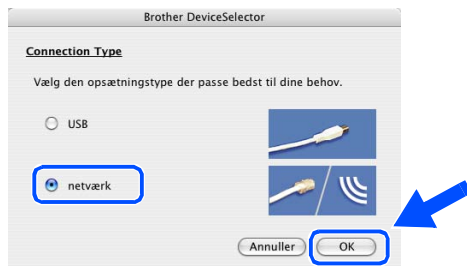 Brother DeviceSelector
Connection Type
Vælg den opsætningstype der passe bedst til dine behov.
USB
netværk
Annuller OK